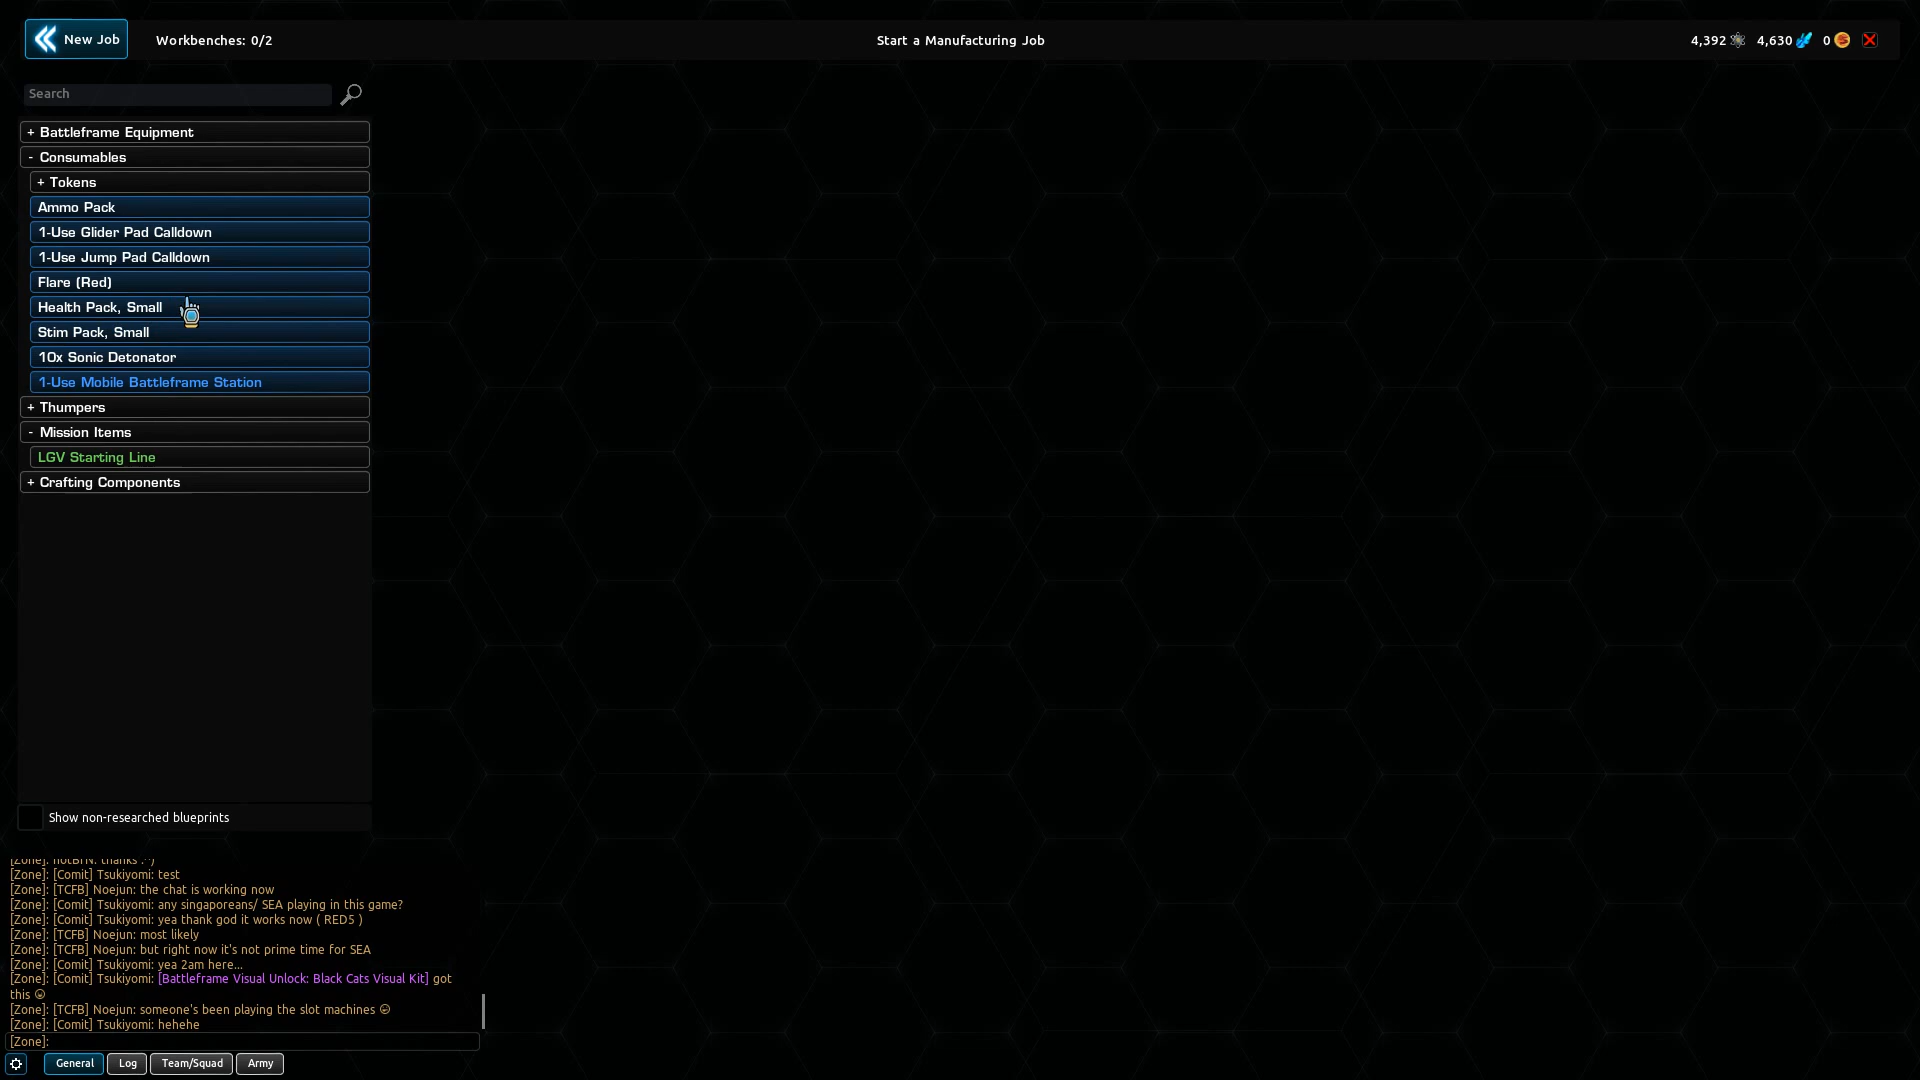 New Job
Workbenches: 0/2
Start a Manufacturing Job
4,392
4,630
0
Search
+ Battleframe Equipment
- Consumables
+ Tokens
Ammo Pack
1-Use Glider Pad Calldown
1-Use Jump Pad Calldown
Flare (Red)
Health Pack, Small
Stim Pack, Small
10x Sonic Detonator
1-Use Mobile Battleframe Station
+ Thumpers
- Mission Items
LGV Starting Line
+ Crafting Components
Show non-researched blueprints
[Zone]: thanks :^)
[Zone]: [Comit] Tsukiyomi: test
[Zone]: [TCFB] Noejun: the chat is working now
[Zone]: [Comit] Tsukiyomi: any singaporeans/ SEA playing in this game?
[Zone]: [Comit] Tsukiyomi: yea thank god it works now ( RED5 )
[Zone]: [TCFB] Noejun: most likely
[Zone]: [TCFB] Noejun: but right now it's not prime time for SEA
[Zone]: [Comit] Tsukiyomi: yea 2am here...
[Zone]: [Comit] Tsukiyomi: [Battleframe Visual Unlock: Black Cats Visual Kit] got
this
[Zone]: [TCFB] Noejun: someone's been playing the slot machines
[Zone]: [Comit] Tsukiyomi: hehehe
[Zone]:
General
Log
Team/Squad
Army